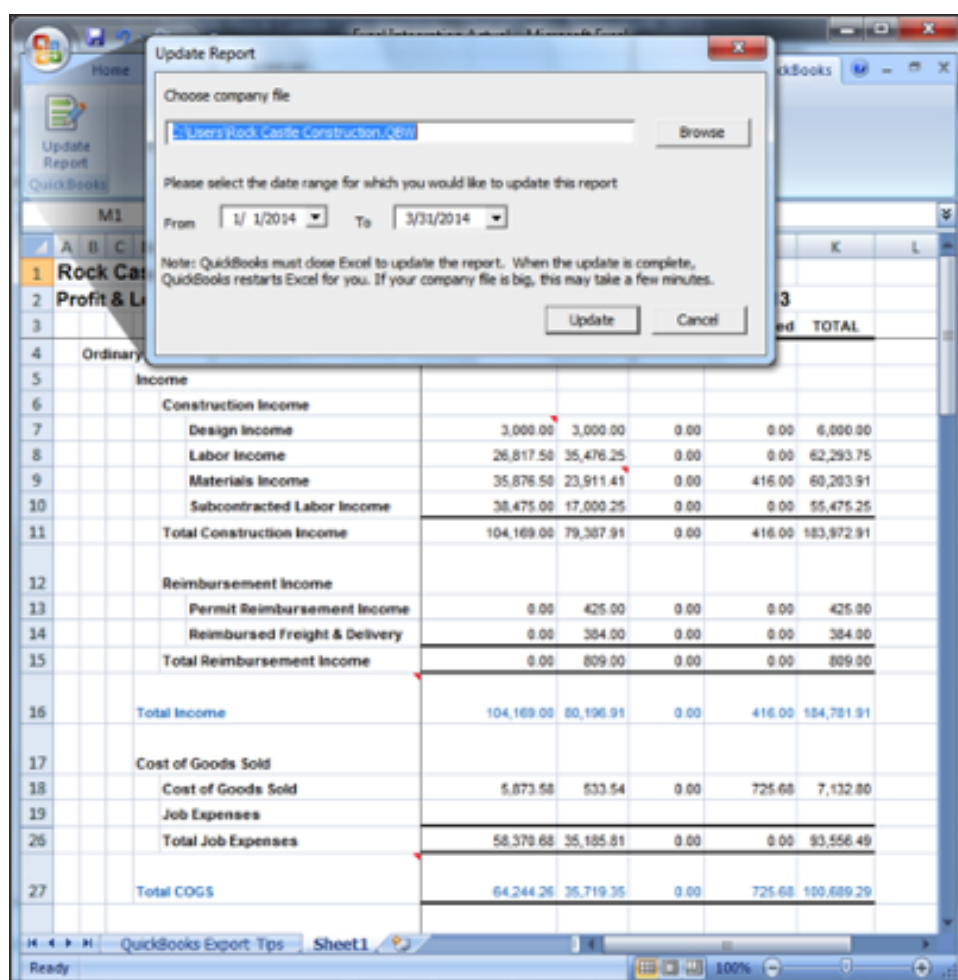 Update Report
Home
Books
Update
Report
QuickBooks
Choose company file
C:\Users\Rock Castle Construction.QBW
Browse
Please select the date range for which you would like to update this report
From 1/ 1/2014 To 3/31/2014
Note: QuickBooks must close Excel to update the report. When the update is complete,
QuickBooks restarts Excel for you. If your company file is big, this may take a few minutes.
Update Cancel
M1
A B C K L
1 Rock Ca
2 Profit & L 3
3 ed TOTAL
4 Ordinary
5 Income
6 Construction Income
7 Design Income 3,000.00 3,000.00 0.00 0.00 6,000.00
8 Labor Income 26,817.50 35,476.25 0.00 0.00 62,293.75
9 Materials Income 35,876.50 23,911.41 0.00 416.00 60,203.91
10 Subcontracted Labor Income 38,475.00 17,000.25 0.00 0.00 55,475.25
11 Total Construction Income 104,169.00 79,387.91 0.00 416.00 183,972.91
12 Reimbursement Income
13 Permit Reimbursement Income 0.00 425.00 0.00 0.00 425.00
14 Reimbursed Freight & Delivery 0.00 384.00 0.00 0.00 384.00
15 Total Reimbursement Income 0.00 809.00 0.00 0.00 809.00
16 Total Income 104,169.00 80,196.91 0.00 416.00 184,781.91
17 Cost of Goods Sold
18 Cost of Goods Sold 5,873.58 533.54 0.00 725.68 7,132.80
19 Job Expenses
26 Total Job Expenses 58,370.68 35,185.81 0.00 0.00 93,556.49
27 Total COGS 64,244.26 35,719.35 0.00 725.68 100,689.29
QuickBooks Export Tips Sheet1
Ready 100%